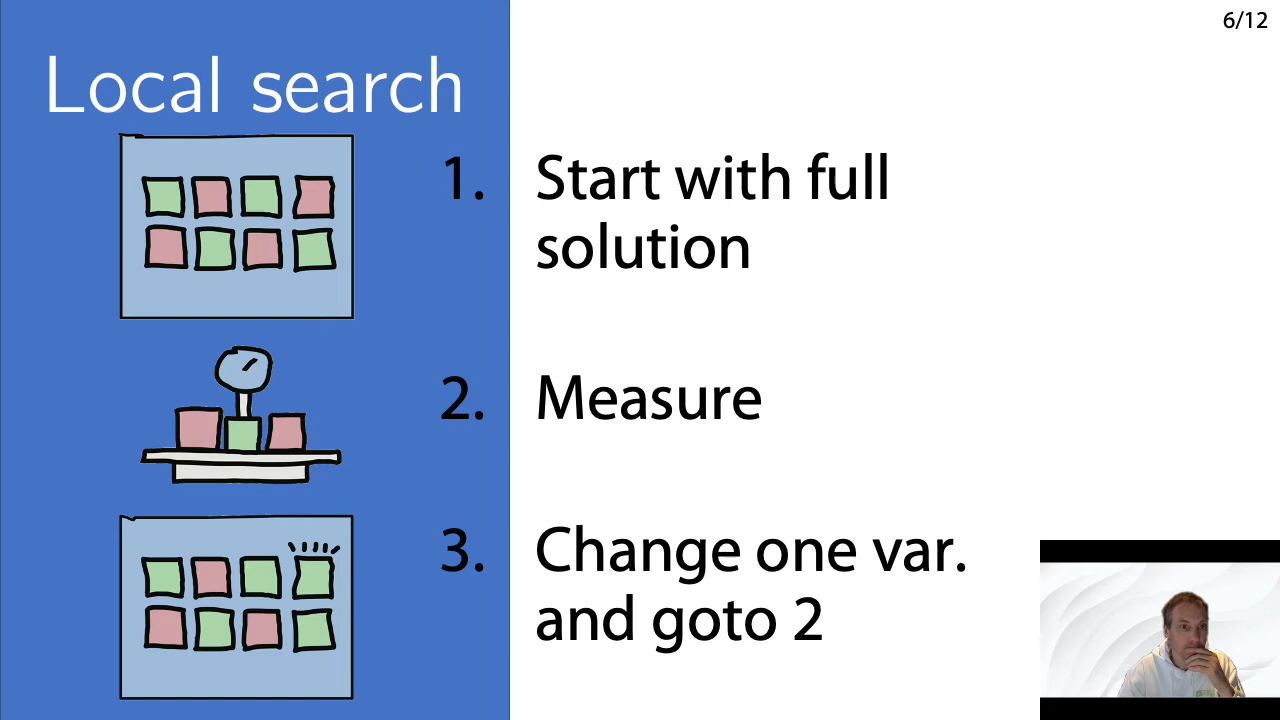 6/12
Local search
1. Start with full
solution
2. Measure
3. Change one var.
and goto 2